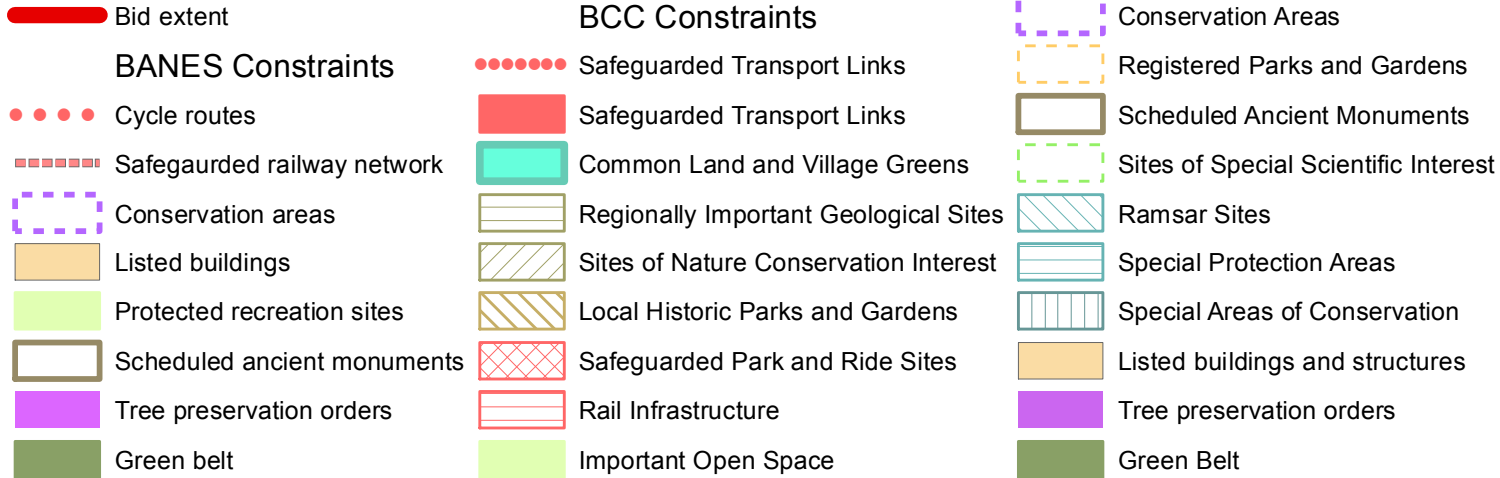 Bid extent
BANES Constraints
Cycle routes
Safegaurded railway network
Conservation areas
Listed buildings
Protected recreation sites
Scheduled ancient monuments
Tree preservation orders
Green belt
BCC Constraints
Safeguarded Transport Links
Safeguarded Transport Links
Common Land and Village Greens
Regionally Important Geological Sites
Sites of Nature Conservation Interest
Local Historic Parks and Gardens
Safeguarded Park and Ride Sites
Rail Infrastructure
Important Open Space
Conservation Areas
Registered Parks and Gardens
Scheduled Ancient Monuments
Sites of Special Scientific Interest
Ramsar Sites
Special Protection Areas
Special Areas of Conservation
Listed buildings and structures
Tree preservation orders
Green Belt